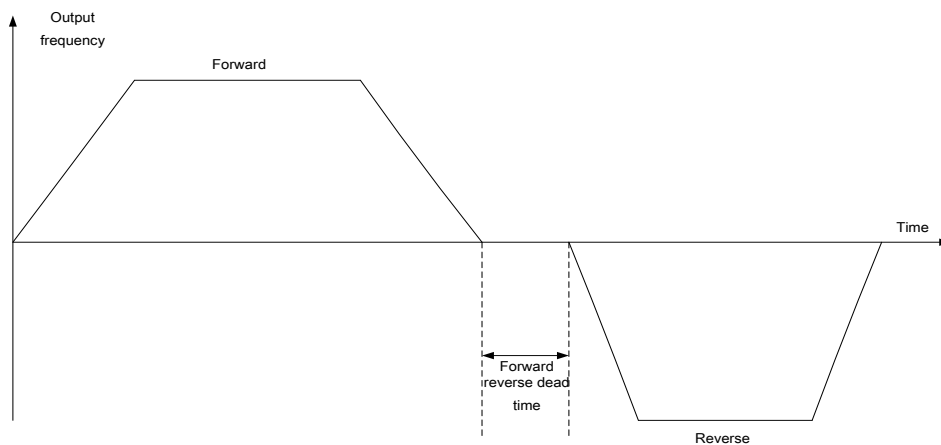 Output
frequency
Forward
Time
Forward
reverse dead
time
Reverse